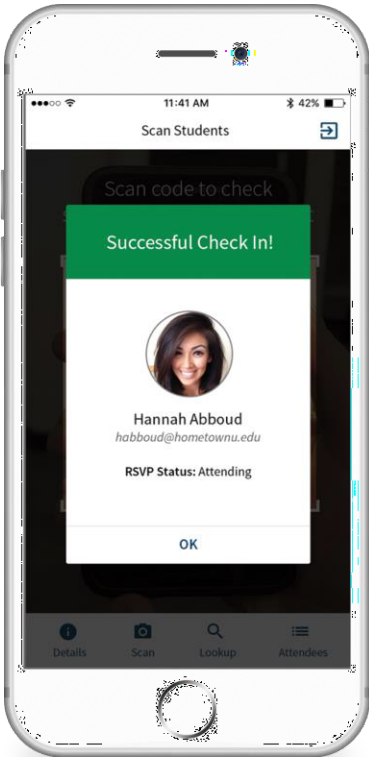 11:41 AM
42%
Scan Students
Scan code to check
Successful Check In!
Hannah Abboud
habboud@hometownu.edu
RSVP Status: Attending
OK
Details
Scan
Lookup
Attendees